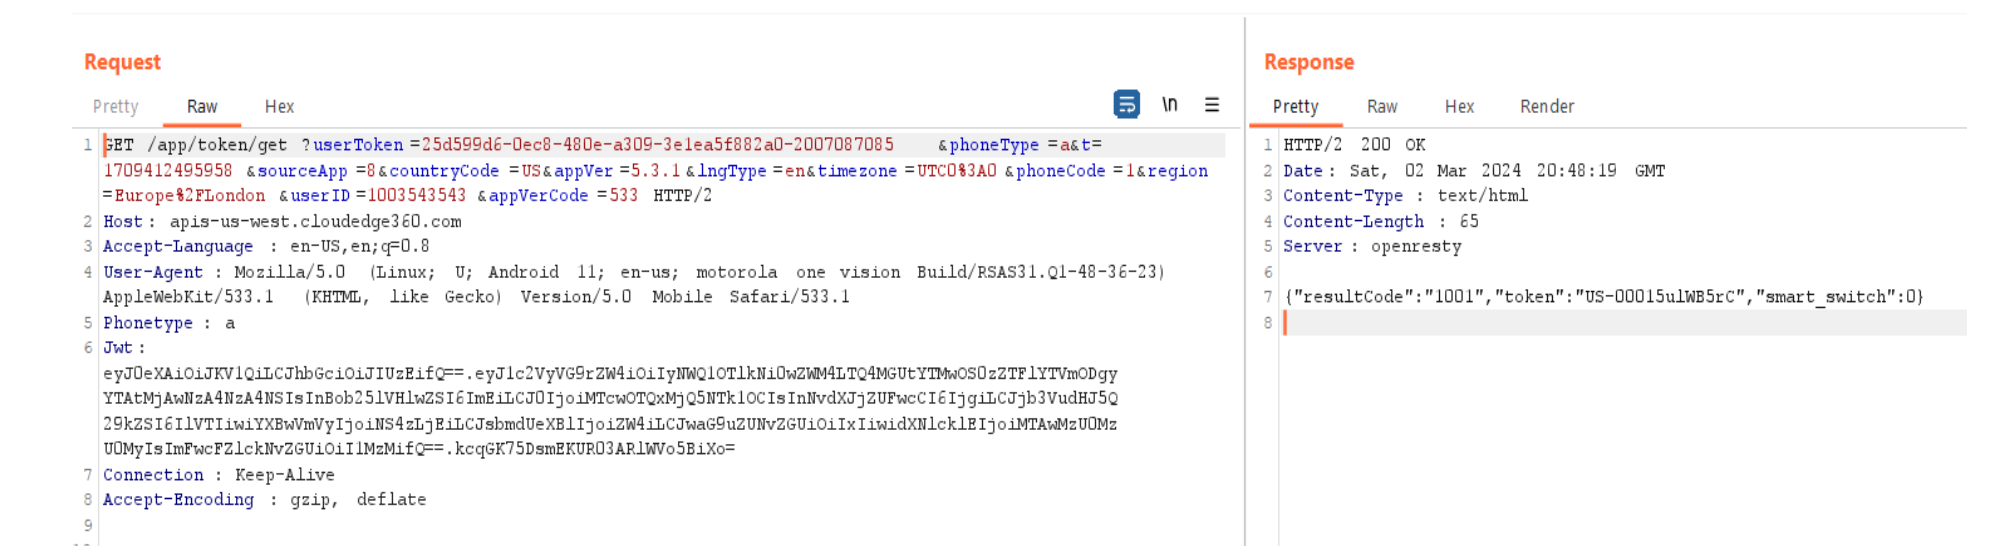 Request
Pretty Raw Hex \n ☰
1 GET /app/token/get ?userToken =25d599d6-0ec8-480e-a309-3e1ea5f882a0-2007087085 &phoneType =a&t=
1709412495958 &sourceApp =8&countryCode =US&appVer =5.3.1&lngType =en&timezone =UTC0%3A0 &phoneCode =1&region
=Europe%2FLondon &userID =1003543543 &appVerCode =533 HTTP/2
2 Host : apis-us-west.cloudedge360.com
3 Accept-Language : en-US,en;q=0.8
4 User-Agent : Mozilla/5.0 (Linux; U; Android 11; en-us; motorola one vision Build/RSAS31.Q1-48-36-23)
AppleWebKit/533.1 (KHTML, like Gecko) Version/5.0 Mobile Safari/533.1
5 Phonetype : a
6 Jwt :
eyJ0eXAiOiJKV1QiLCJhbGciOiJIUzEifQ==.eyJ1c2VyVG9rZW4iOiIyNWQ1OTlkNi0wZWM4LTQ4MGUtYTMwOS0zZTFlYTVmODgy
YTAtMjAwNzA4NzA4NSIsInBob25lVHlwZSI6ImEiLCJ0IjoiMTcwOTQxMjQ5NTk1OCIsInNvdXJjZUFwcCI6IjgiLCJjb3VudHJ5Q
29kZSI6IlVTIiwiYXBwVmVyIjoiNS4zLjEiLCJsbmdUeXBlIjoiZW4iLCJwaG9uZUNvZGUiOiIxIiwidXNlcklEIjoiMTAwMzU0Mz
U0MyIsImFwcFZlckNvZGUiOiI1MzMifQ==.kcqGK75DsmEKUR03ARlWVo5BiXo=
7 Connection : Keep-Alive
8 Accept-Encoding : gzip, deflate
9
Response
Pretty Raw Hex Render
1 HTTP/2 200 OK
2 Date : Sat, 02 Mar 2024 20:48:19 GMT
3 Content-Type : text/html
4 Content-Length : 65
5 Server : openresty
6
7 {"resultCode":"1001","token":"US-00015ulWB5rC","smart_switch":0}
8